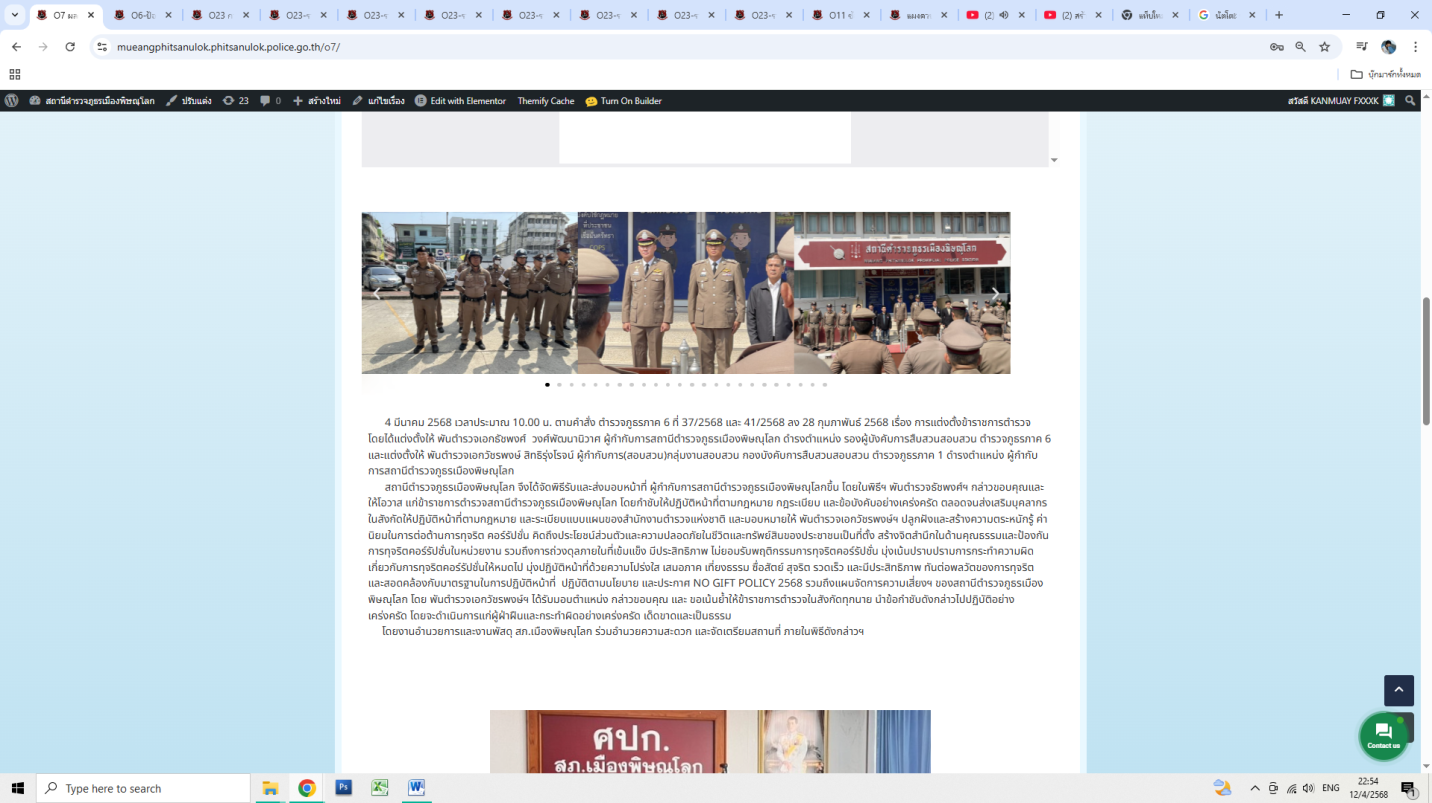 O7 ผล
O6-ป้ะ
O23 ก
O23-ร
O23-ร
O23-ร
O23-ร
O23-ร
O23-ร
O23-ร
O11 ข้
แผงควา
(2)
(2) สร้
แท็บใหม่
mueangphitsanulok.phitsanulok.police.go.th/o7/
บุ๊กมาร์กทั้งหมด
สถานีตำรวจภูธรเมืองพิษณุโลก ปรับแต่ง 23 0 สร้างใหม่ แก้ไขเรื่อง Edit with Elementor Themify Cache Turn On Builder สวัสดี KANMUAY FXXXK
ที่ประชาชน
สถานีตำรวจภูธรเมืองพิษณุโลก
4 มีนาคม 2568 เวลาประมาณ 10.00 น. ตามคำสั่ง ตำรวจภูธรภาค 6 ที่ 37/2568 และ 41/2568 ลง 28 กุมภาพันธ์ 2568 เรื่อง การแต่งตั้งข้าราชการตำรวจ
โดยได้แต่งตั้งให้ พันตำรวจเอกธัชพงศ์ วงศ์พัฒนานิวาศ ผู้กำกับการสถานีตำรวจภูธรเมืองพิษณุโลก ดำรงตำแหน่ง รองผู้บังคับการสืบสวนสอบสวน ตำรวจภูธรภาค 6
และแต่งตั้งให้ พันตำรวจเอกวัชรพงษ์ สิทธิรุ่งโรจน์ ผู้กำกับการ(สอบสวน)กลุ่มงานสอบสวน กองบังคับการสืบสวนสอบสวน ตำรวจภูธรภาค 1 ดำรงตำแหน่ง ผู้กำกับ
การสถานีตำรวจภูธรเมืองพิษณุโลก
สถานีตำรวจภูธรเมืองพิษณุโลก จึงได้จัดพิธีรับและส่งมอบหน้าที่ ผู้กำกับการสถานีตำรวจภูธรเมืองพิษณุโลกขึ้น โดยในพิธีฯ พันตำรวจธัชพงศ์ฯ กล่าวขอบคุณและ
ให้โอวาส แก่ข้าราชการตำรวจสถานีตำรวจภูธรเมืองพิษณุโลก โดยกำชับให้ปฏิบัติหน้าที่ตามกฎหมาย กฎระเบียบ และข้อบังคับอย่างเคร่งครัด ตลอดจนส่งเสริมบุคลากร
ในสังกัดให้ปฏิบัติหน้าที่ตามกฎหมาย และระเบียบแบบแผนของสำนักงานตำรวจแห่งชาติ และมอบหมายให้ พันตำรวจเอกวัชรพงษ์ฯ ปลูกฝังและสร้างความตระหนักรู้ ค่า
นิยมในการต่อต้านการทุจริต คอร์รัปชั่น คิดถึงประโยชน์ส่วนตัวและความปลอดภัยในชีวิตและทรัพย์สินของประชาชนเป็นที่ตั้ง สร้างจิตสำนึกในด้านคุณธรรมและป้องกัน
การทุจริตคอร์รัปชั่นในหน่วยงาน รวมถึงการถ่วงดุลภายในที่เข้มแข็ง มีประสิทธิภาพ ไม่ยอมรับพฤติกรรมการทุจริตคอร์รัปชั่น มุ่งเน้นปราบปรามการกระทำความผิด
เกี่ยวกับการทุจริตคอร์รัปชั่นให้หมดไป มุ่งปฏิบัติหน้าที่ด้วยความโปร่งใส เสมอภาค เที่ยงธรรม ซื่อสัตย์ สุจริต รวดเร็ว และมีประสิทธิภาพ ทันต่อพลวัตของการทุจริต
และสอดคล้องกับมาตรฐานในการปฏิบัติหน้าที่ ปฏิบัติตามนโยบาย และประกาศ NO GIFT POLICY 2568 รวมถึงแผนจัดการความเสี่ยงฯ ของสถานีตำรวจภูธรเมือง
พิษณุโลก โดย พันตำรวจเอกวัชรพงษ์ฯ ได้รับมอบตำแหน่ง กล่าวขอบคุณ และ ขอเน้นย้ำให้ข้าราชการตำรวจในสังกัดทุกนาย นำข้อกำชับดังกล่าวไปปฏิบัติอย่าง
เคร่งครัด โดยจะดำเนินการแก่ผู้ฝ่าฝืนและกระทำผิดอย่างเคร่งครัด เด็ดขาดและเป็นธรรม
โดยงานอำนวยการและงานพัสดุ สภ.เมืองพิษณุโลก ร่วมอำนวยความสะดวก และจัดเตรียมสถานที่ ภายในพิธีดังกล่าวฯ
ศปก.
สภ.เมืองพิษณุโลก
Contact us
Type here to search
ENG
22:54
12/4/2568